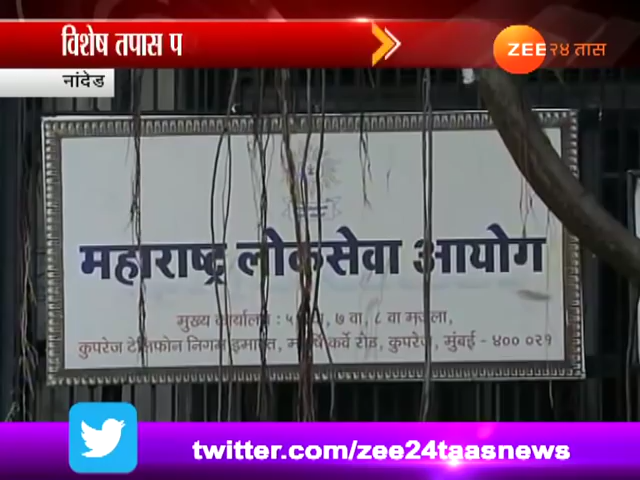 विशेष तपास प
ZEE २४ तास
नांदेड
महाराष्ट्र लोकसेवा आयोग
मुख्य कार्यालय : ५ वा, ७ वा, ८ वा मजला,
कुपरेज टेलिफोन निगम इमारत, महर्षि कर्वे रोड, कुपरेज, मुंबई - ४०० ०२१
twitter.com/zee24taasnews